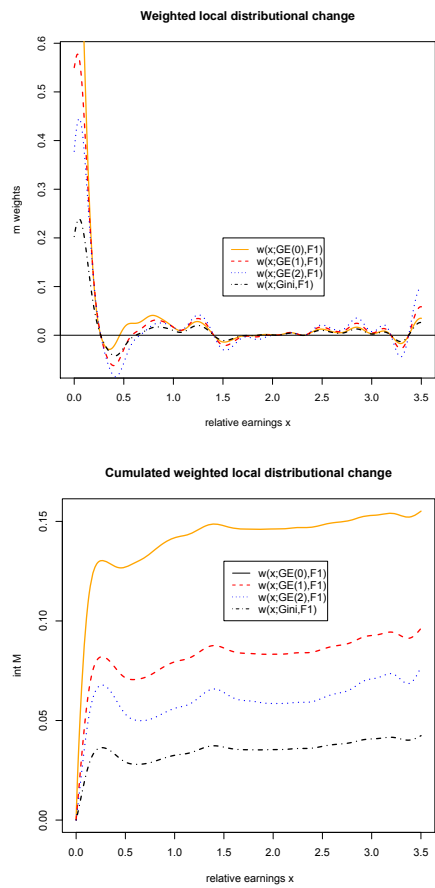 Weighted local distributional change
m weights
0.6
0.5
0.4
0.3
0.2
0.1
0.0
w(x;GE(0),F1)
w(x;GE(1),F1)
w(x;GE(2),F1)
w(x;Gini,F1)
0.0 0.5 1.0 1.5 2.0 2.5 3.0 3.5
relative earnings x
Cumulated weighted local distributional change
int M
0.15
0.10
0.05
0.00
w(x;GE(0),F1)
w(x;GE(1),F1)
w(x;GE(2),F1)
w(x;Gini,F1)
0.0 0.5 1.0 1.5 2.0 2.5 3.0 3.5
relative earnings x